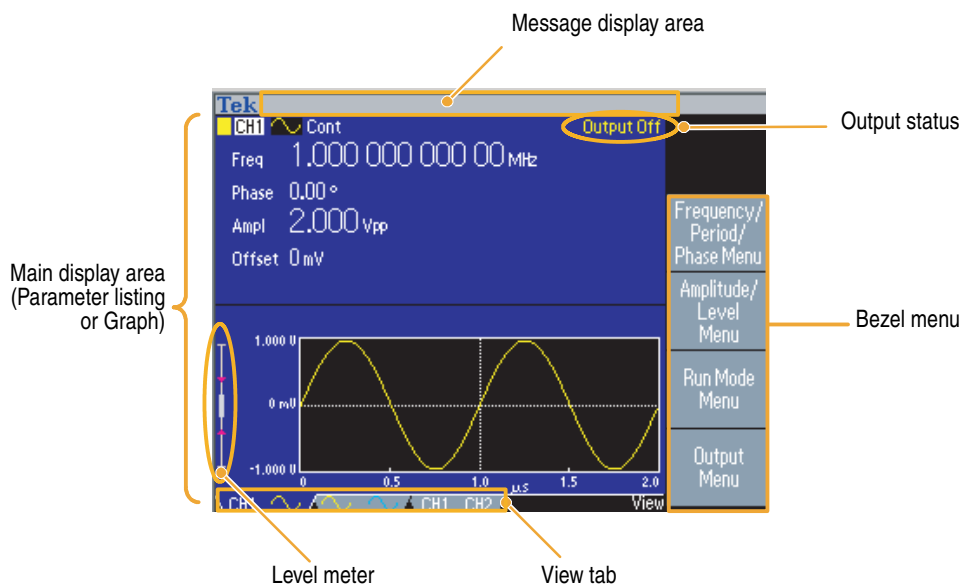 Message display area
Tek
CH1 Cont Output Off
Output status
Freq 1.000 000 000 00 MHz
Phase 0.00 °
Ampl 2.000 Vpp
Offset 0 mV
Frequency/
Period/
Phase Menu
Amplitude/
Level
Menu
Run Mode
Menu
Output
Menu
Bezel menu
Main display area
(Parameter listing
or Graph)
1.000 V
0 mV
-1.000 V
0 0.5 1.0 1.5 2.0
µs
CH1 CH1 CH2 View
Level meter
View tab